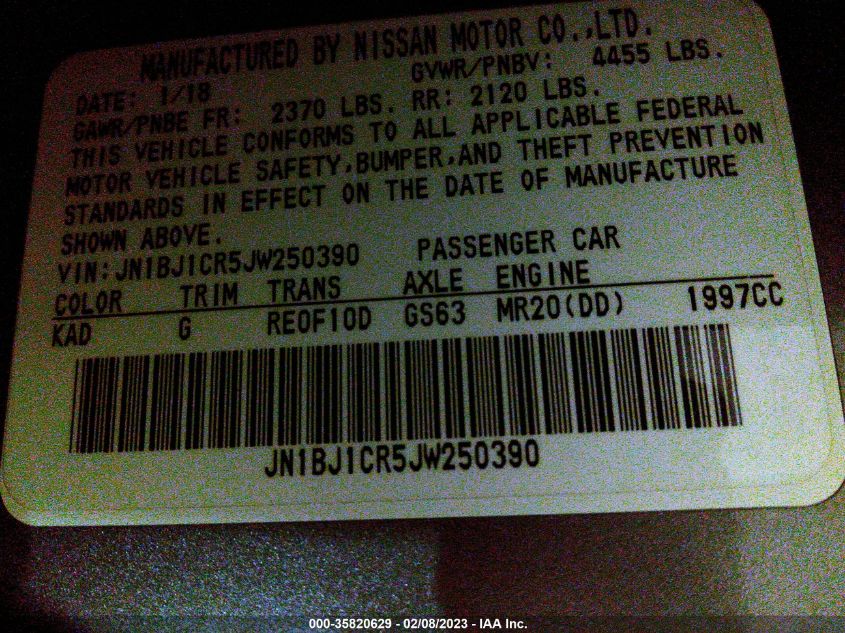 MANUFACTURED BY NISSAN MOTOR CO.,LTD.
DATE: 1/18 GVWR/PNBV: 4455 LBS.
GAWR/PNBE FR: 2370 LBS. RR: 2120 LBS.
THIS VEHICLE CONFORMS TO ALL APPLICABLE FEDERAL
MOTOR VEHICLE SAFETY,BUMPER,AND THEFT PREVENTION
STANDARDS IN EFFECT ON THE DATE OF MANUFACTURE
SHOWN ABOVE.
VIN:JN1BJ1CR5JW250390 PASSENGER CAR
COLOR TRIM TRANS AXLE ENGINE
KAD G RE0F10D GS63 MR20(DD) 1997CC
JN1BJ1CR5JW250390
000-35820629 - 02/08/2023 - IAA Inc.